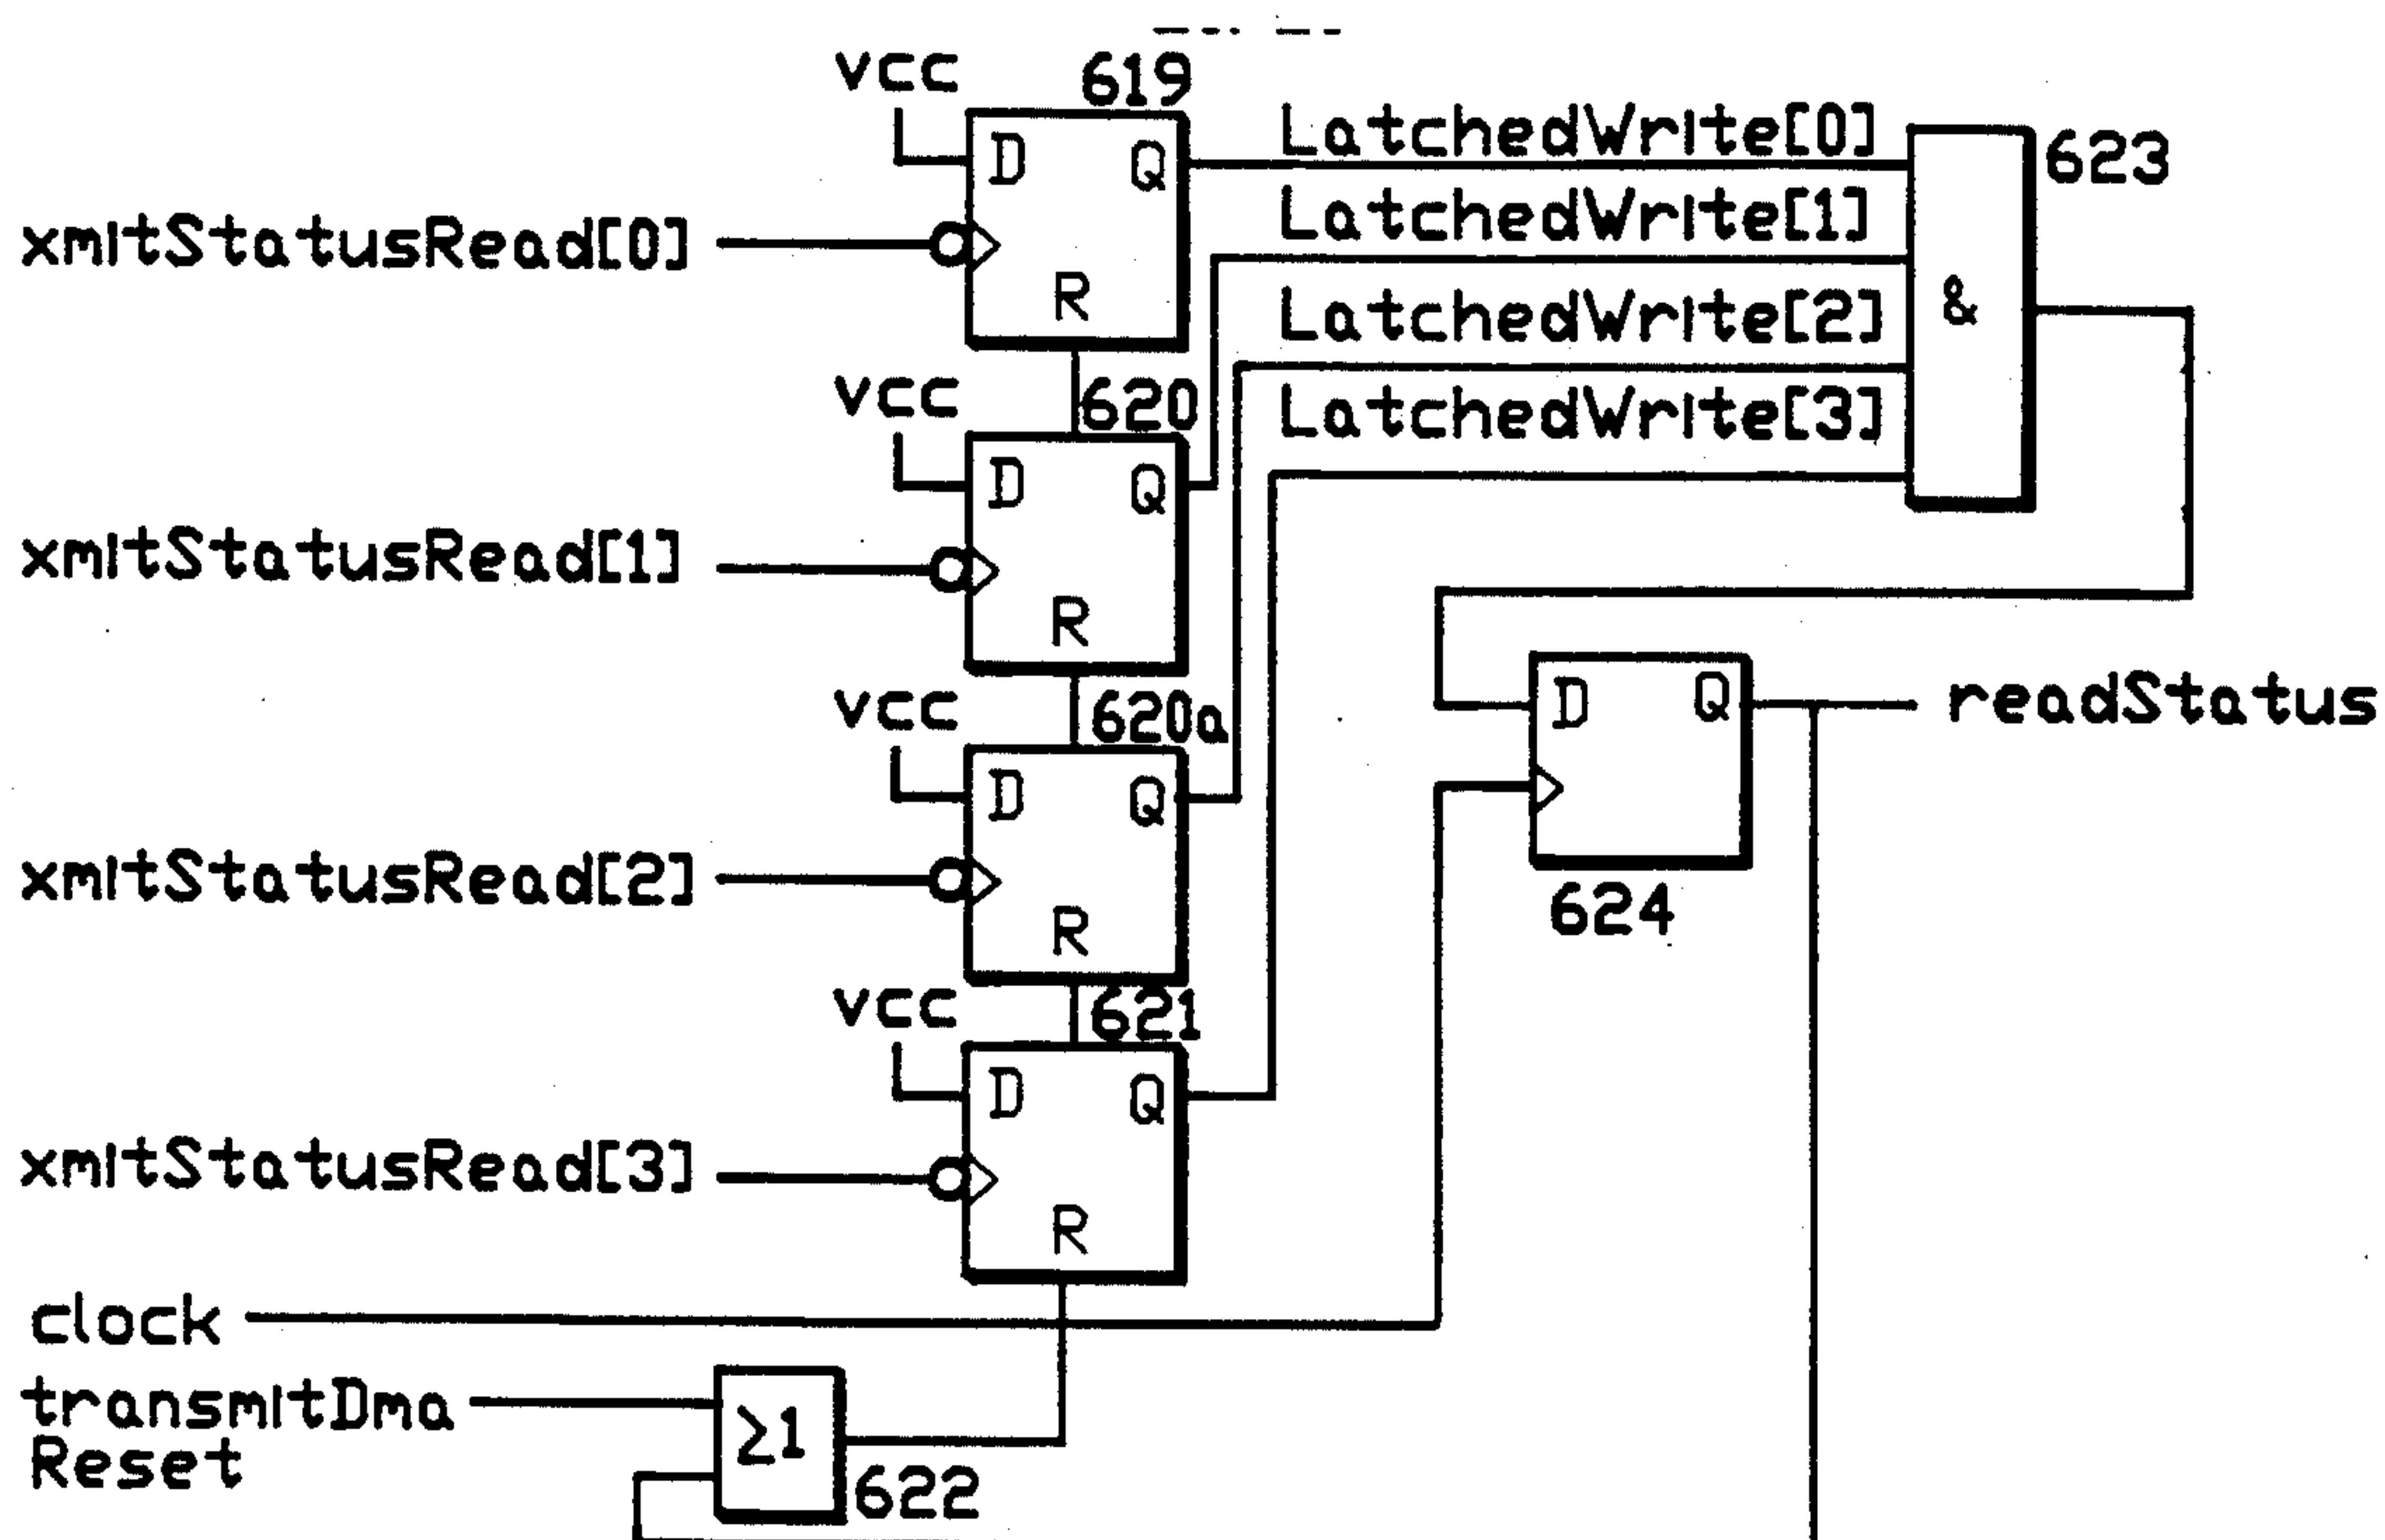 vcc
619
D Q
LatchedWrite[0]
623
xmitStatusRead[0]
R
LatchedWrite[1]
&
LatchedWrite[2]
vcc
620
LatchedWrite[3]
D Q
xmitStatusRead[1]
R
vcc
620a
D Q
readStatus
D Q
xmitStatusRead[2]
R
624
vcc
621
D Q
xmitStatusRead[3]
R
clock
transmitDma
Reset
≥1
622